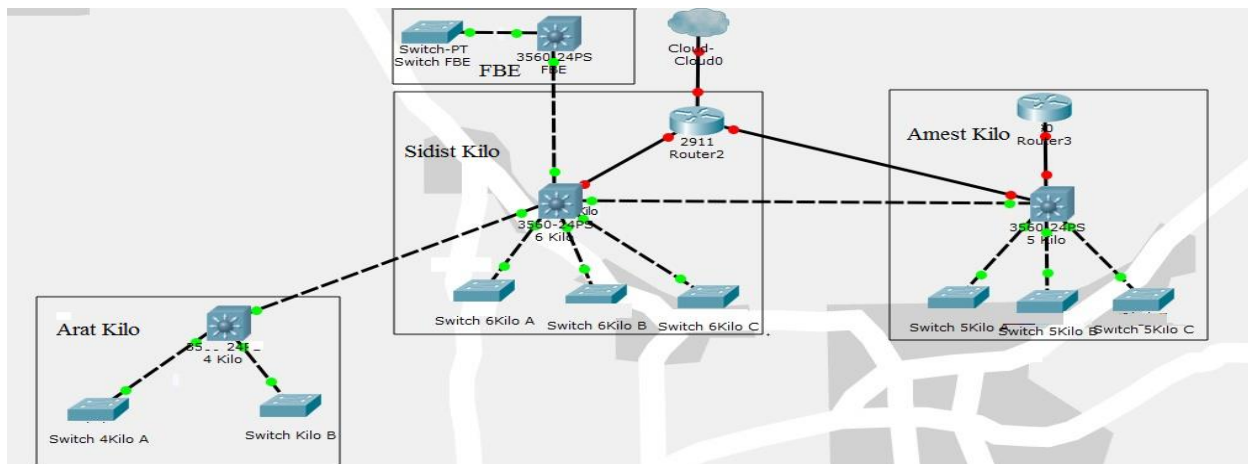 Switch-PT
Switch FBE
3560-24PS
FBE
FBE
Cloud-
Cloud0
Sidist Kilo
2911
Router2
Amest Kilo
Router3
Kilo
3560-24PS
6 Kilo
3560-24PS
5 Kilo
Switch 6Kilo A
Switch 6Kilo B
Switch 6Kilo C
Switch 5Kilo A
Switch 5Kilo B
Switch 5Kilo C
Arat Kilo
4 Kilo
Switch 4Kilo A
Switch Kilo B